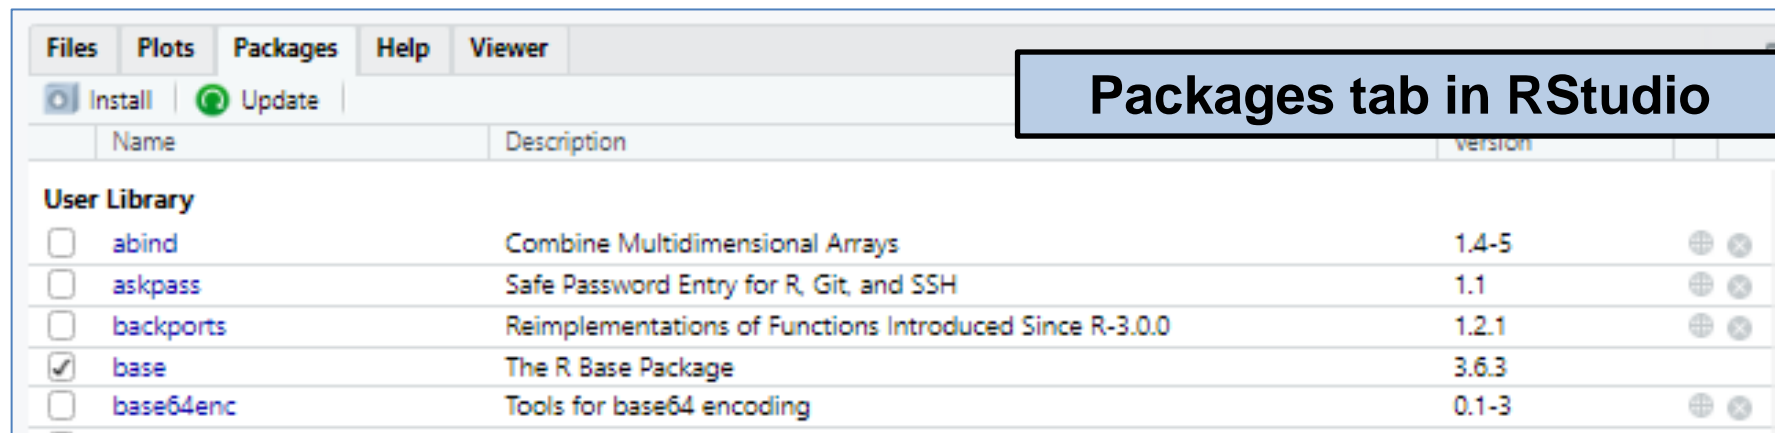 Files Plots Packages Help Viewer
Packages tab in RStudio
Install Update
Name Description Version
User Library
abind Combine Multidimensional Arrays 1.4-5
askpass Safe Password Entry for R, Git, and SSH 1.1
backports Reimplementations of Functions Introduced Since R-3.0.0 1.2.1
base The R Base Package 3.6.3
base64enc Tools for base64 encoding 0.1-3